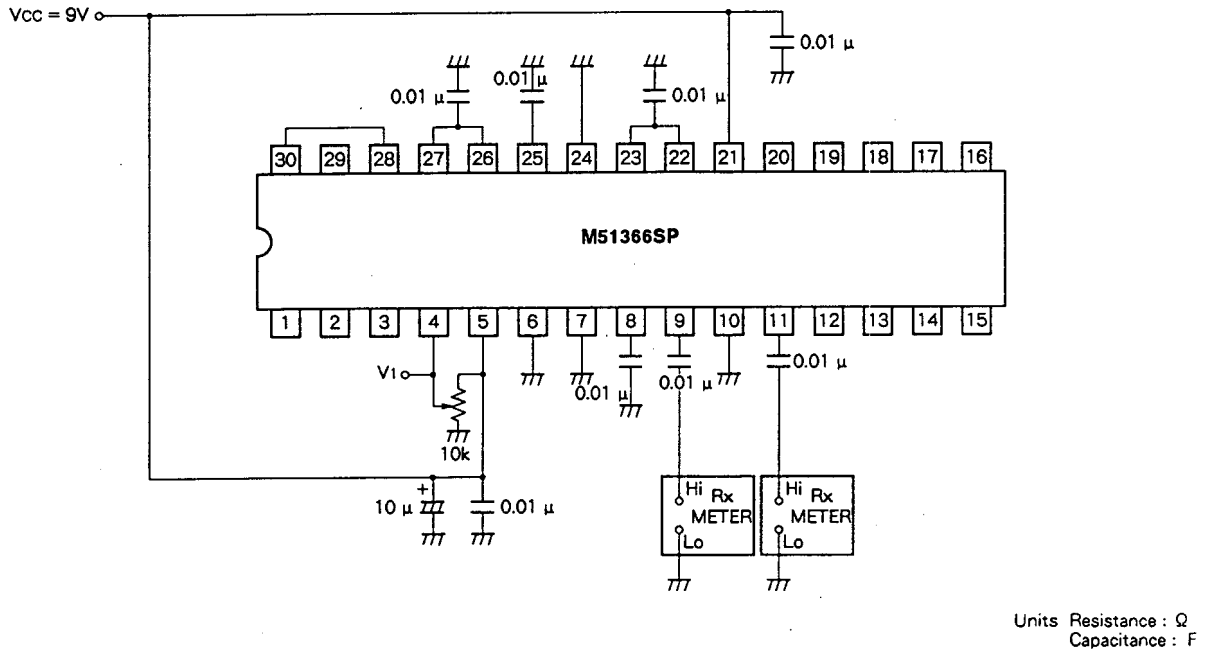 VCC = 9V
0.01 μ
0.01 μ
0.01 μ
0.01 μ
30 29 28 27 26 25 24 23 22 21 20 19 18 17 16
M51366SP
1 2 3 4 5 6 7 8 9 10 11 12 13 14 15
V1
10k
0.01 μ
0.01 μ
0.01 μ
10 μ
+
0.01 μ
Hi Rx
METER
Lo
Hi Rx
METER
Lo
Units Resistance : Ω
Capacitance : F